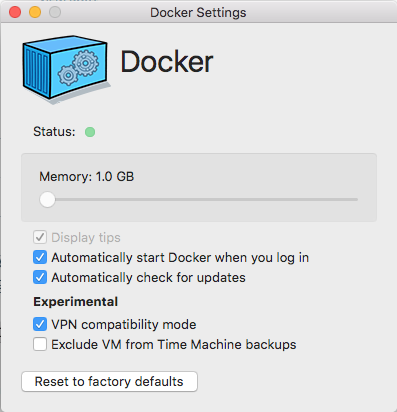 Docker Settings
Docker
Status:
Memory: 1.0 GB
Display tips
Automatically start Docker when you log in
Automatically check for updates
Experimental
VPN compatibility mode
Exclude VM from Time Machine backups
Reset to factory defaults